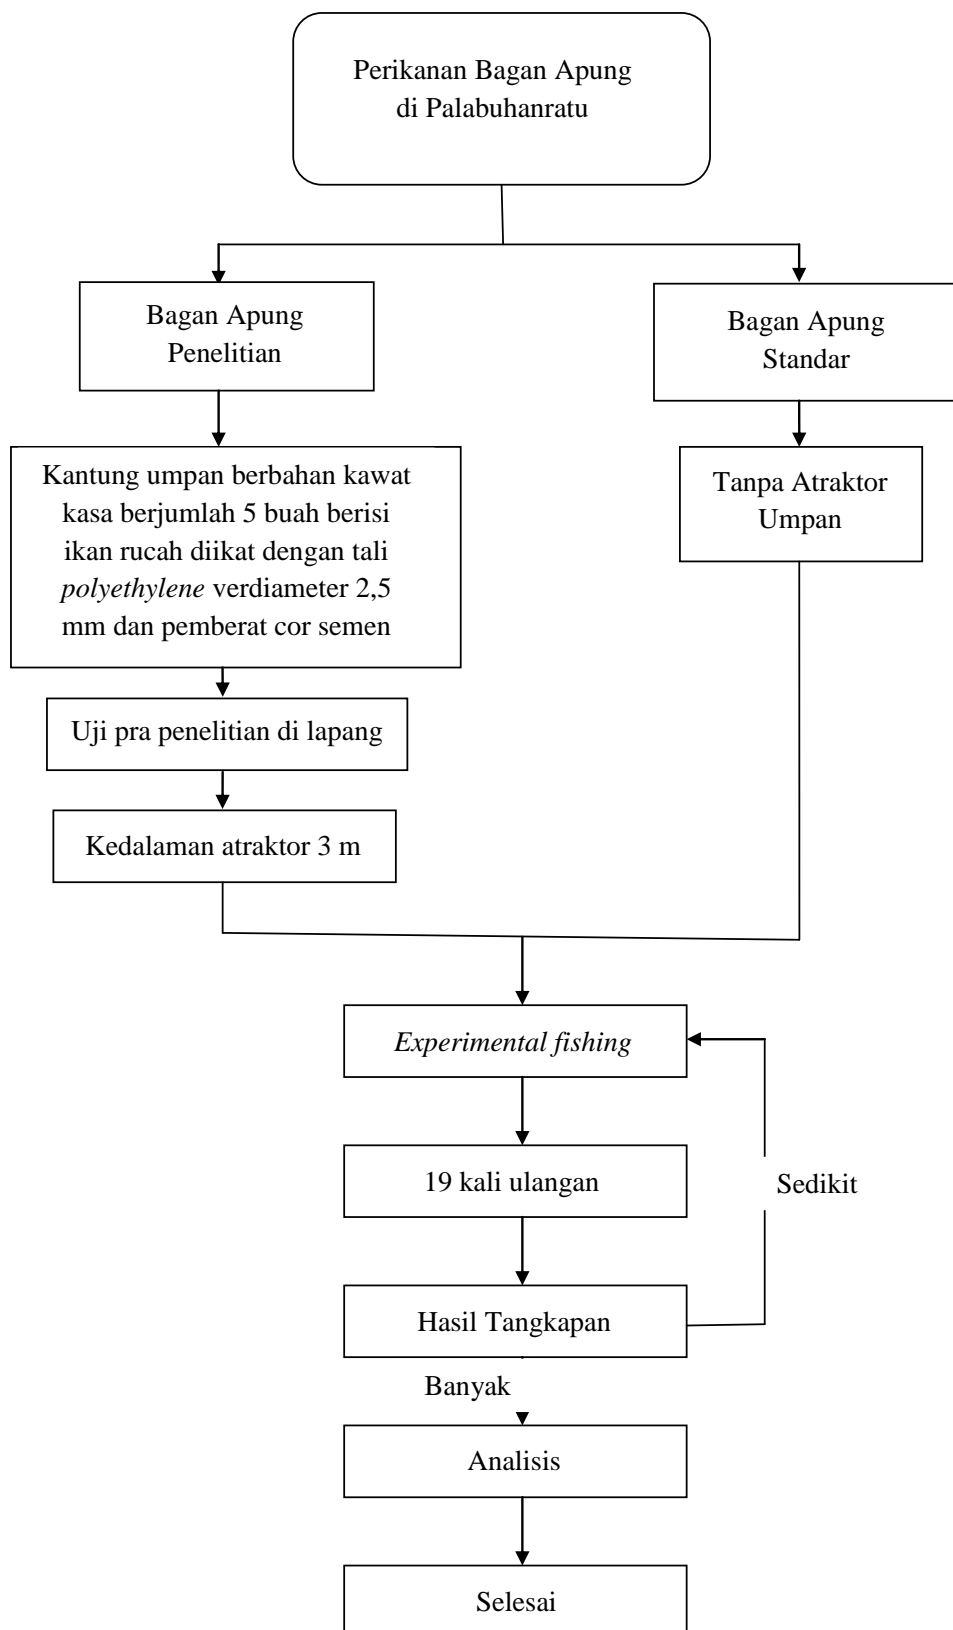 Perikanan Bagan Apung
di Palabuhanratu
Bagan Apung
Penelitian
Bagan Apung
Standar
Kantung umpan berbahan kawat
kasa berjumlah 5 buah berisi
ikan rucah diikat dengan tali
polyethylene verdiameter 2,5
mm dan pemberat cor semen
Tanpa Atraktor
Umpan
Uji pra penelitian di lapang
Kedalaman atraktor 3 m
Experimental fishing
19 kali ulangan
Sedikit
Hasil Tangkapan
Banyak
Analisis
Selesai